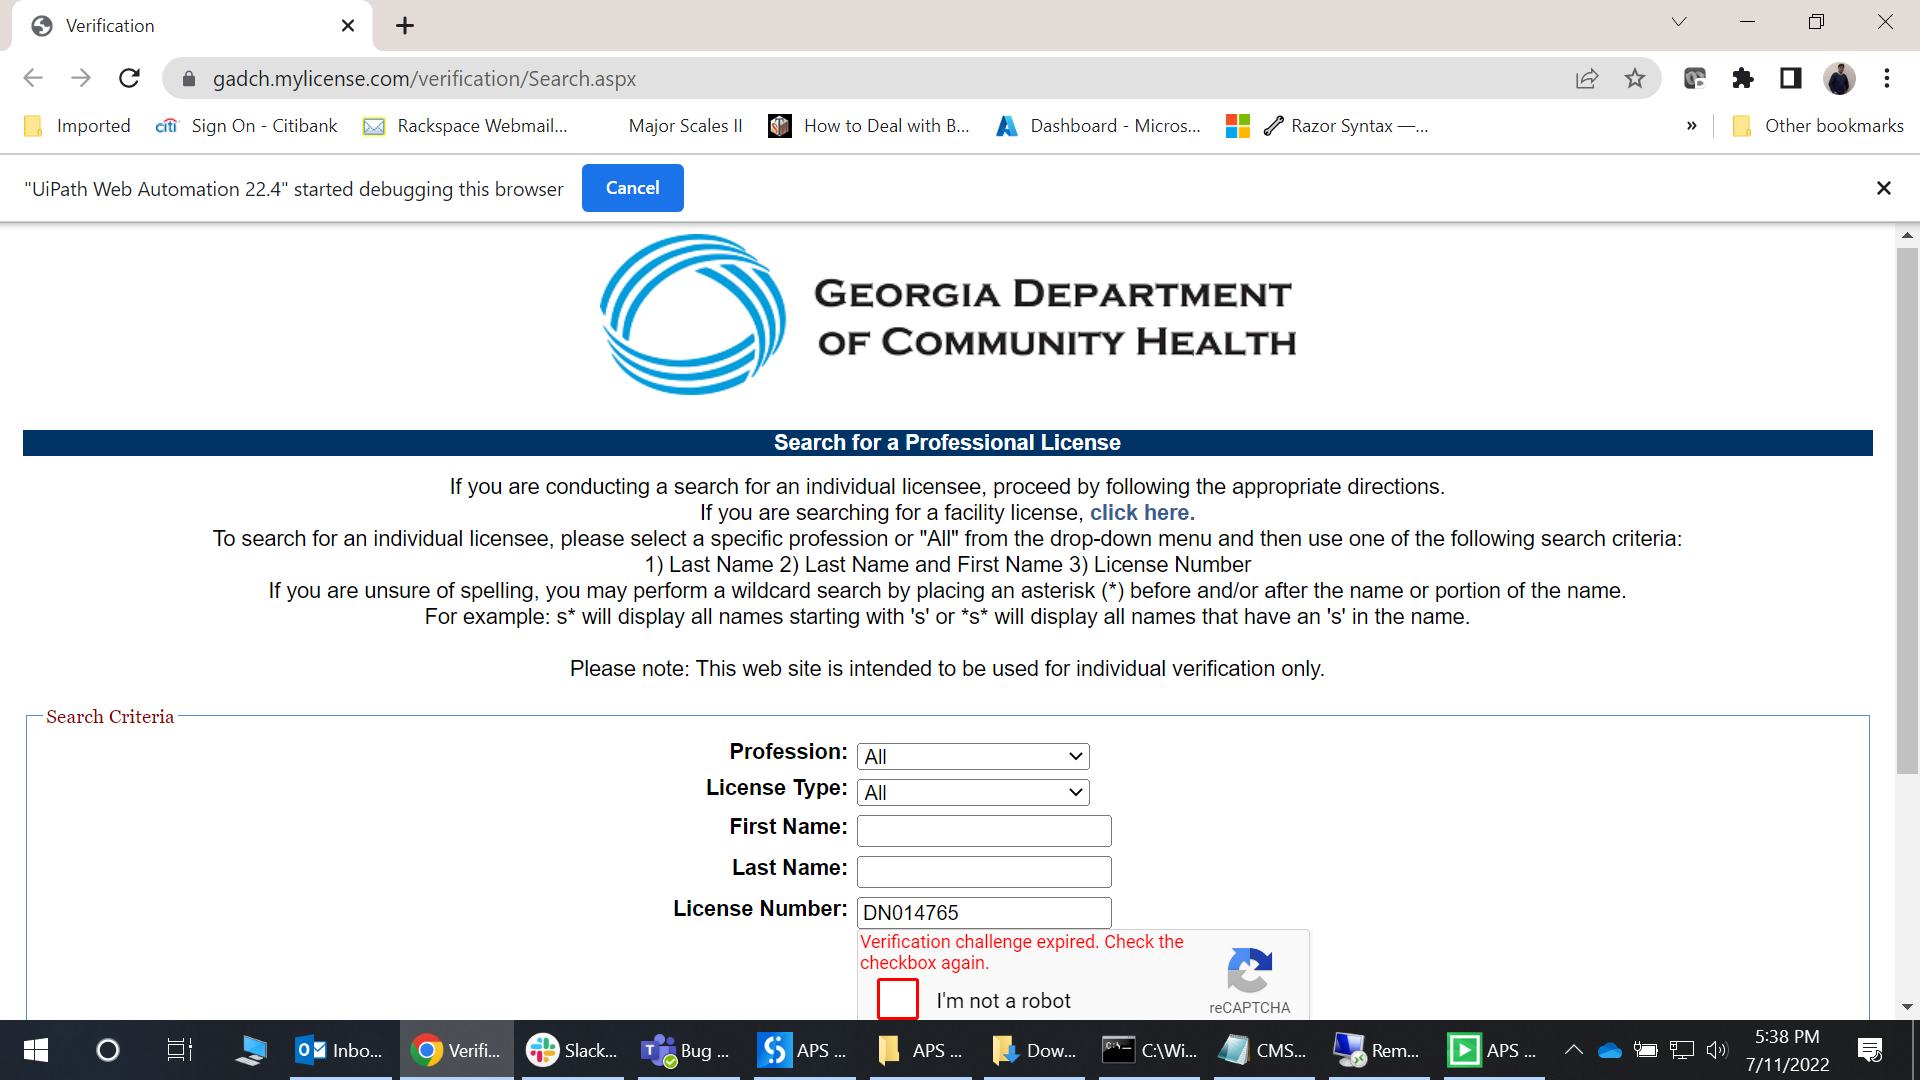 Verification
gadch.mylicense.com/verification/Search.aspx
Imported
citi
Sign On - Citibank
Rackspace Webmail...
Major Scales II
How to Deal with B...
Dashboard - Micros...
Razor Syntax —...
»
Other bookmarks
"UiPath Web Automation 22.4" started debugging this browser
Cancel
GEORGIA DEPARTMENT
OF COMMUNITY HEALTH
Search for a Professional License
If you are conducting a search for an individual licensee, proceed by following the appropriate directions.
If you are searching for a facility license, click here.
To search for an individual licensee, please select a specific profession or "All" from the drop-down menu and then use one of the following search criteria:
1) Last Name 2) Last Name and First Name 3) License Number
If you are unsure of spelling, you may perform a wildcard search by placing an asterisk (*) before and/or after the name or portion of the name.
For example: s* will display all names starting with 's' or *s* will display all names that have an 's' in the name.
Please note: This web site is intended to be used for individual verification only.
Search Criteria
Profession: All
License Type: All
First Name:
Last Name:
License Number: DN014765
Verification challenge expired. Check the
checkbox again.
I'm not a robot
reCAPTCHA
Inbo...
Verifi...
Slack...
Bug ...
APS ...
APS ...
Dow...
C:\Wi...
CMS...
Rem...
APS ...
5:38 PM
7/11/2022